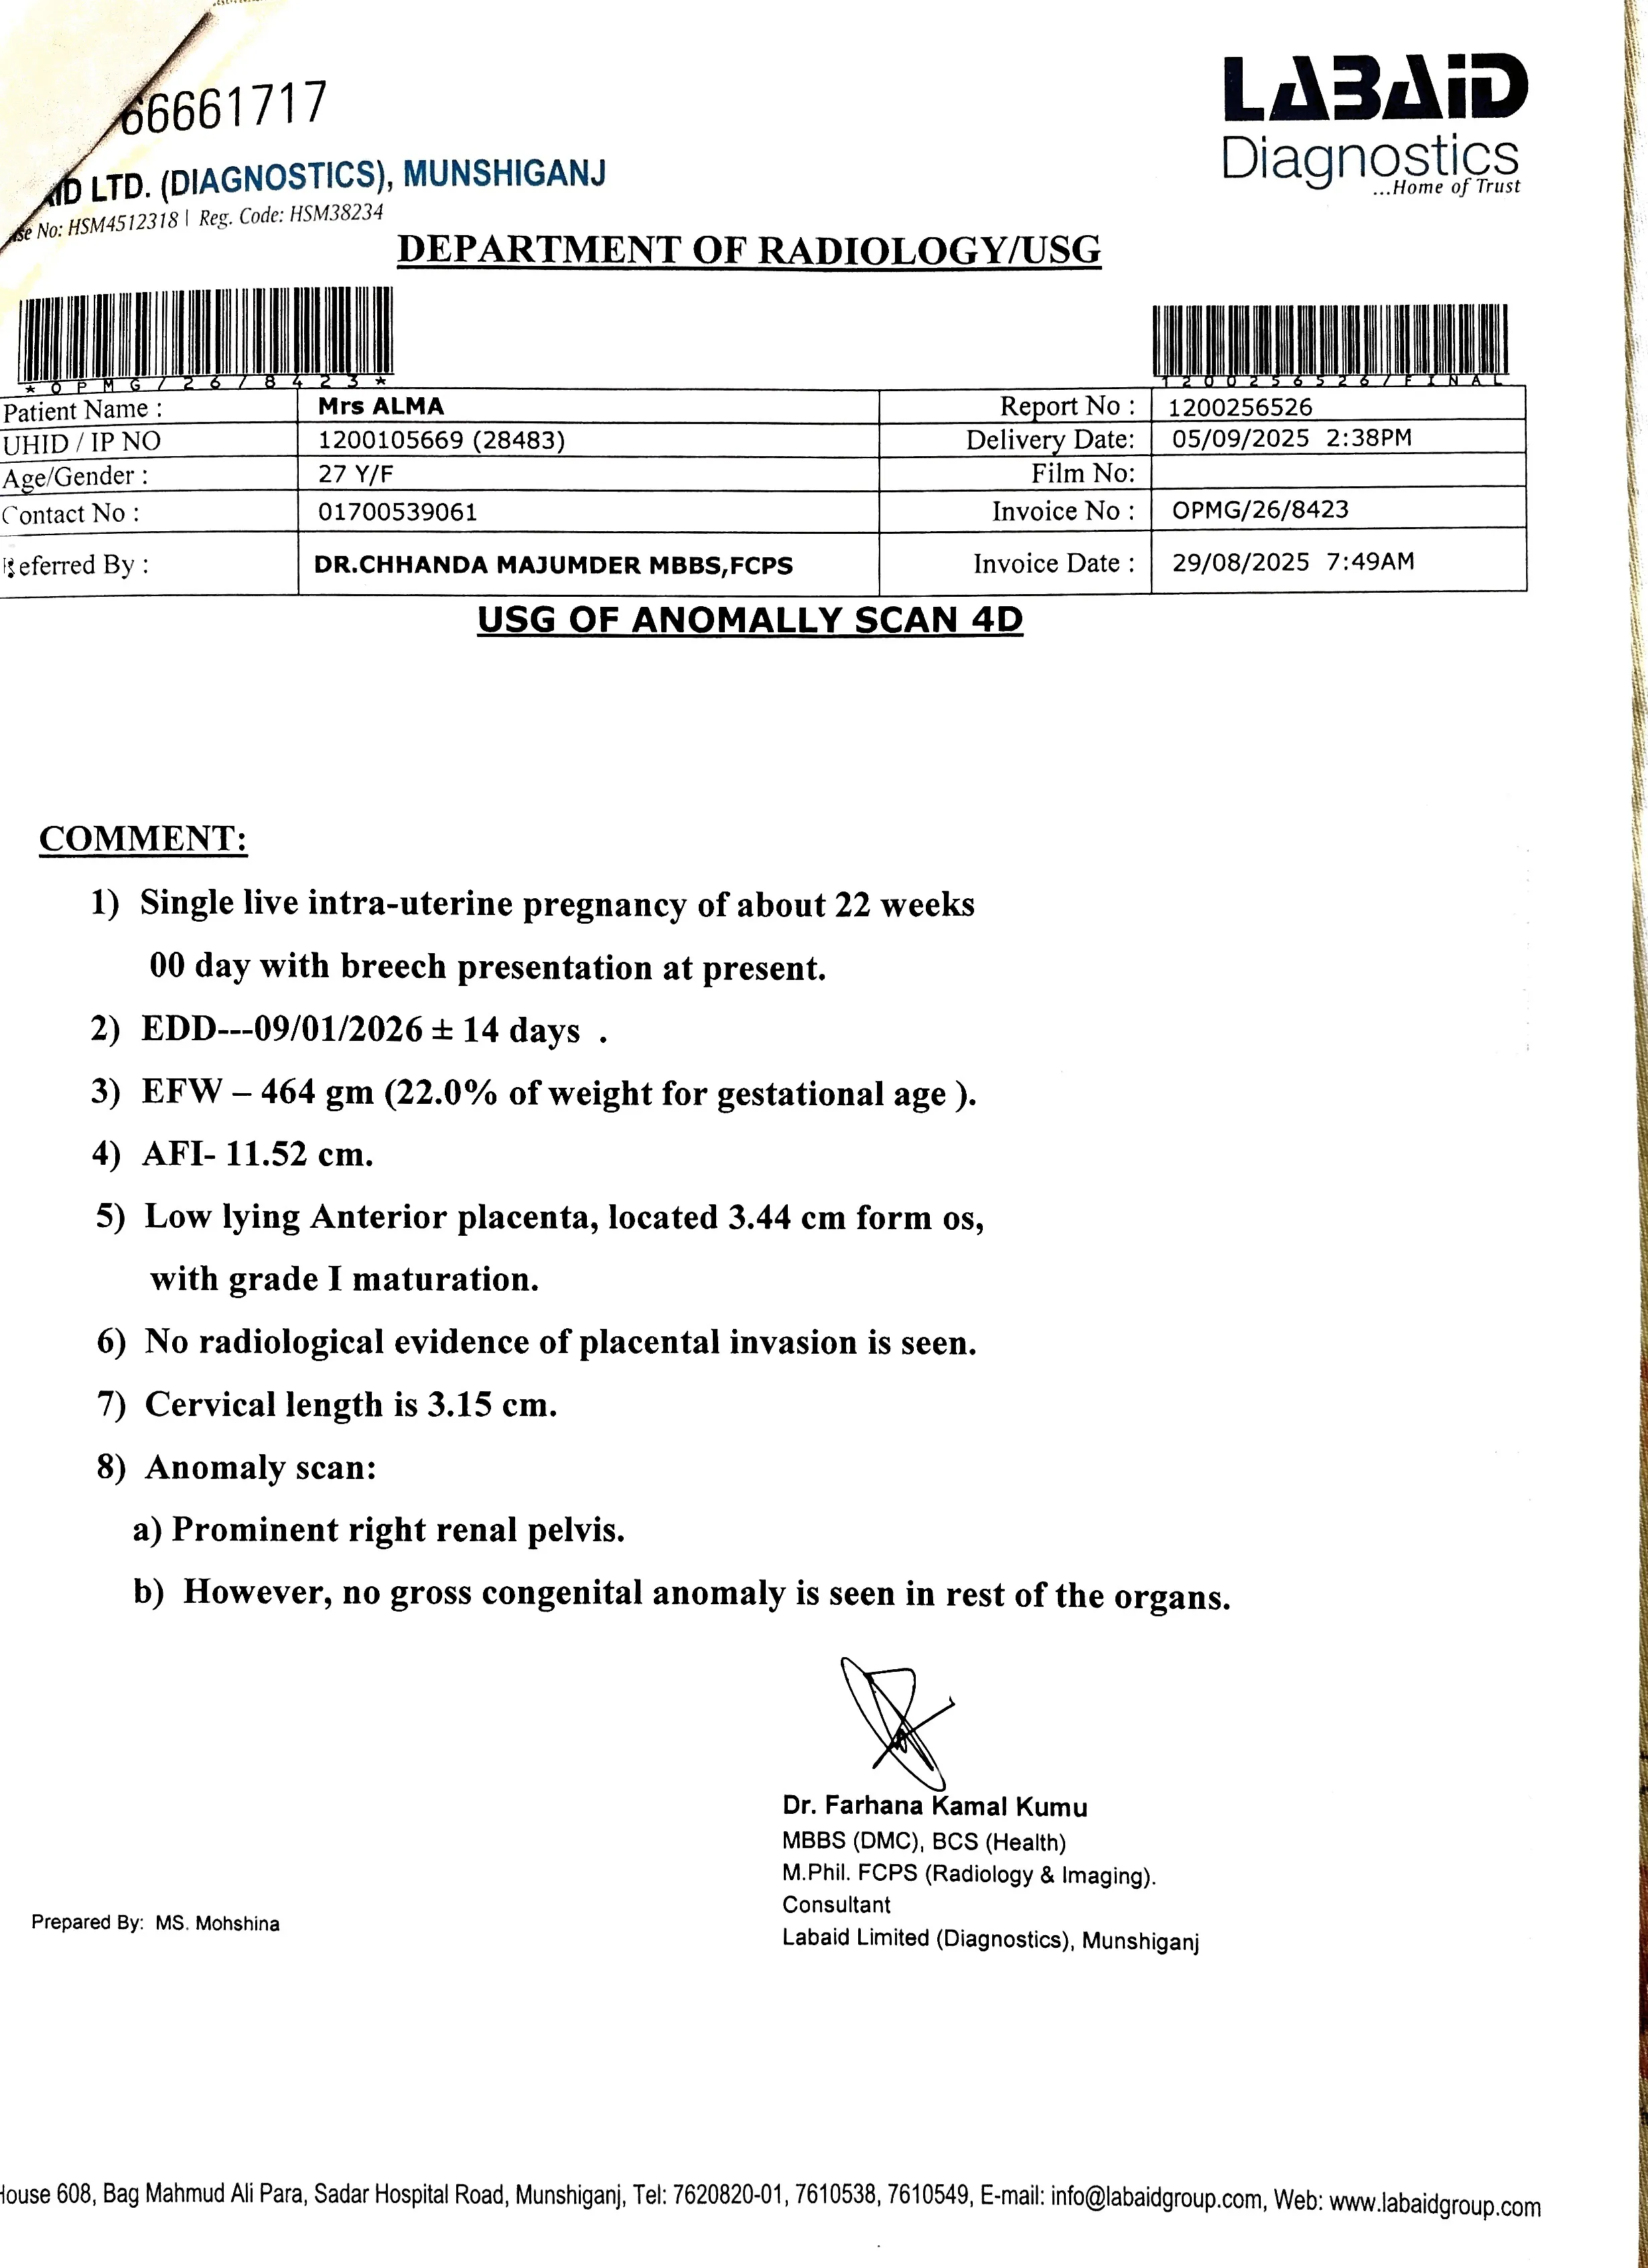 66661717
LABAiD
Diagnostics
...Home of Trust
LTD. (DIAGNOSTICS), MUNSHIGANJ
No: HSM4512318 | Reg. Code: HSM38234
DEPARTMENT OF RADIOLOGY/USG
*OPMG/26/8423*
1200256526/FINAL
Patient Name : Mrs ALMA Report No : 1200256526
UHID / IP NO 1200105669 (28483) Delivery Date: 05/09/2025 2:38PM
Age/Gender : 27 Y/F Film No:
Contact No : 01700539061 Invoice No : OPMG/26/8423
Referred By : DR.CHHANDA MAJUMDER MBBS,FCPS Invoice Date : 29/08/2025 7:49AM
USG OF ANOMALLY SCAN 4D
COMMENT:
1) Single live intra-uterine pregnancy of about 22 weeks
00 day with breech presentation at present.
2) EDD---09/01/2026 ± 14 days .
3) EFW – 464 gm (22.0% of weight for gestational age ).
4) AFI- 11.52 cm.
5) Low lying Anterior placenta, located 3.44 cm form os,
with grade I maturation.
6) No radiological evidence of placental invasion is seen.
7) Cervical length is 3.15 cm.
8) Anomaly scan:
a) Prominent right renal pelvis.
b) However, no gross congenital anomaly is seen in rest of the organs.
Dr. Farhana Kamal Kumu
MBBS (DMC), BCS (Health)
M.Phil. FCPS (Radiology & Imaging).
Consultant
Labaid Limited (Diagnostics), Munshiganj
Prepared By: MS. Mohshina
House 608, Bag Mahmud Ali Para, Sadar Hospital Road, Munshiganj, Tel: 7620820-01, 7610538, 7610549, E-mail: info@labaidgroup.com, Web: www.labaidgroup.com